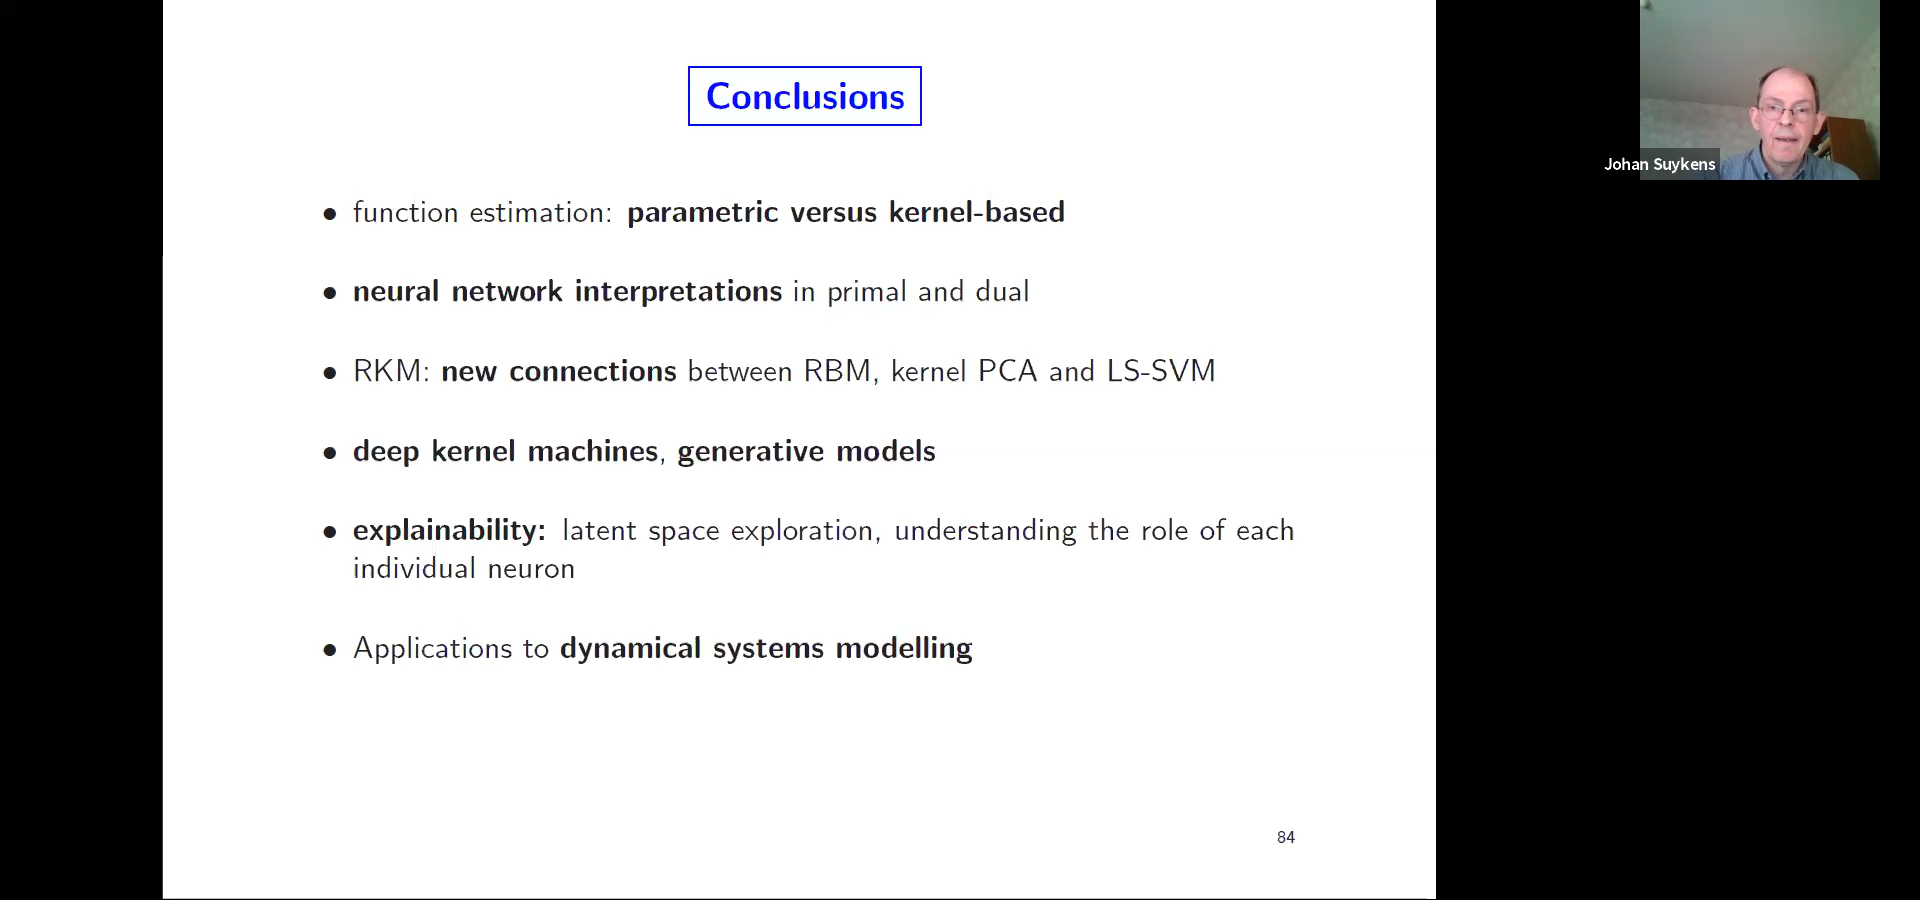 Conclusions
Johan Suykens
• function estimation: parametric versus kernel-based
• neural network interpretations in primal and dual
• RKM: new connections between RBM, kernel PCA and LS-SVM
• deep kernel machines, generative models
• explainability: latent space exploration, understanding the role of each
individual neuron
• Applications to dynamical systems modelling
84